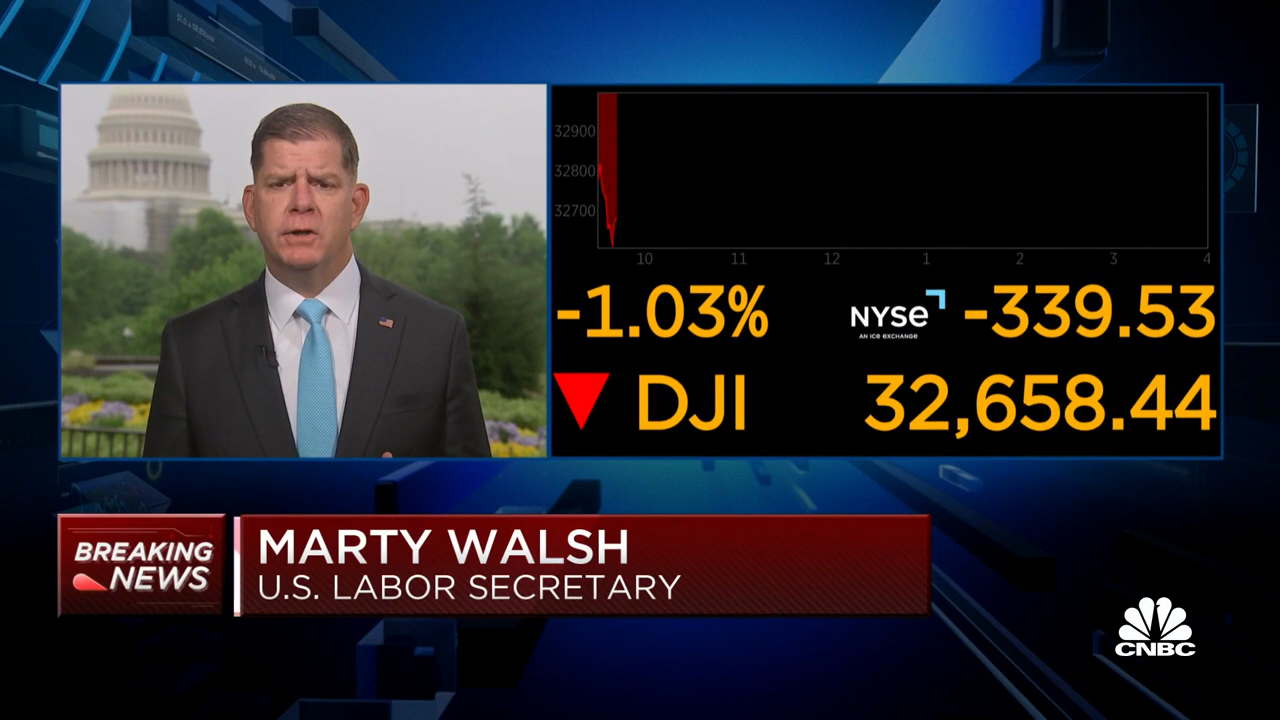 32900
32800
32700
10 11 12 1 2 3 4
-1.03% NYSE -339.53
AN ICE EXCHANGE
DJI 32,658.44
BREAKING
NEWS
MARTY WALSH
U.S. LABOR SECRETARY
CNBC